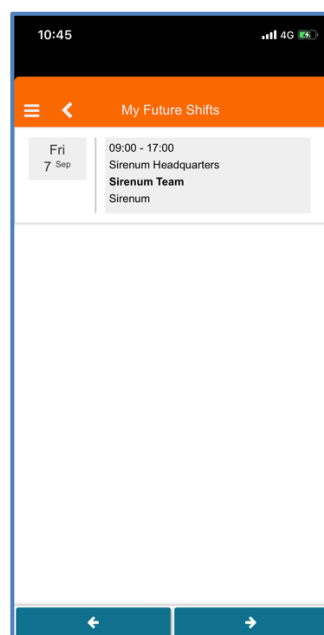 10:45
4G
My Future Shifts
Fri
7 Sep
09:00 - 17:00
Sirenum Headquarters
Sirenum Team
Sirenum